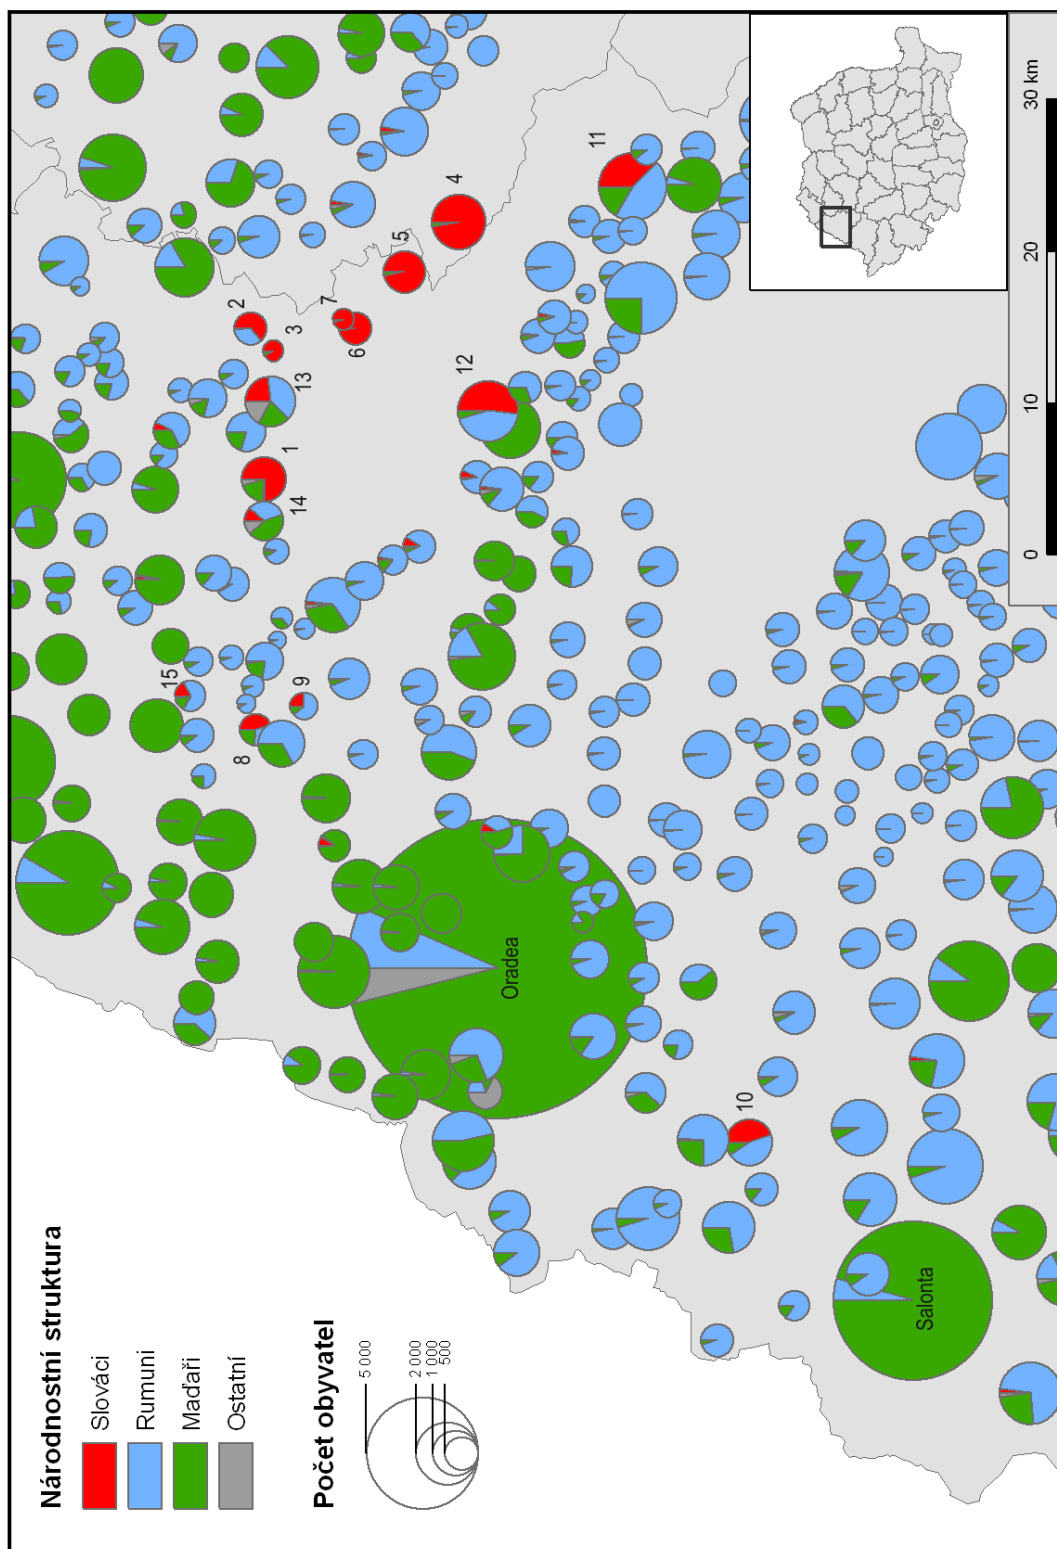 Národnostní struktura
Slováci
Rumuni
Maďaři
Ostatní
Počet obyvatel
5 000
2 000
1 000
500
15
8
9
14
1
13
3
2
7
6
5
4
12
11
10
Oradea
Salonta
0
10
20
30 km